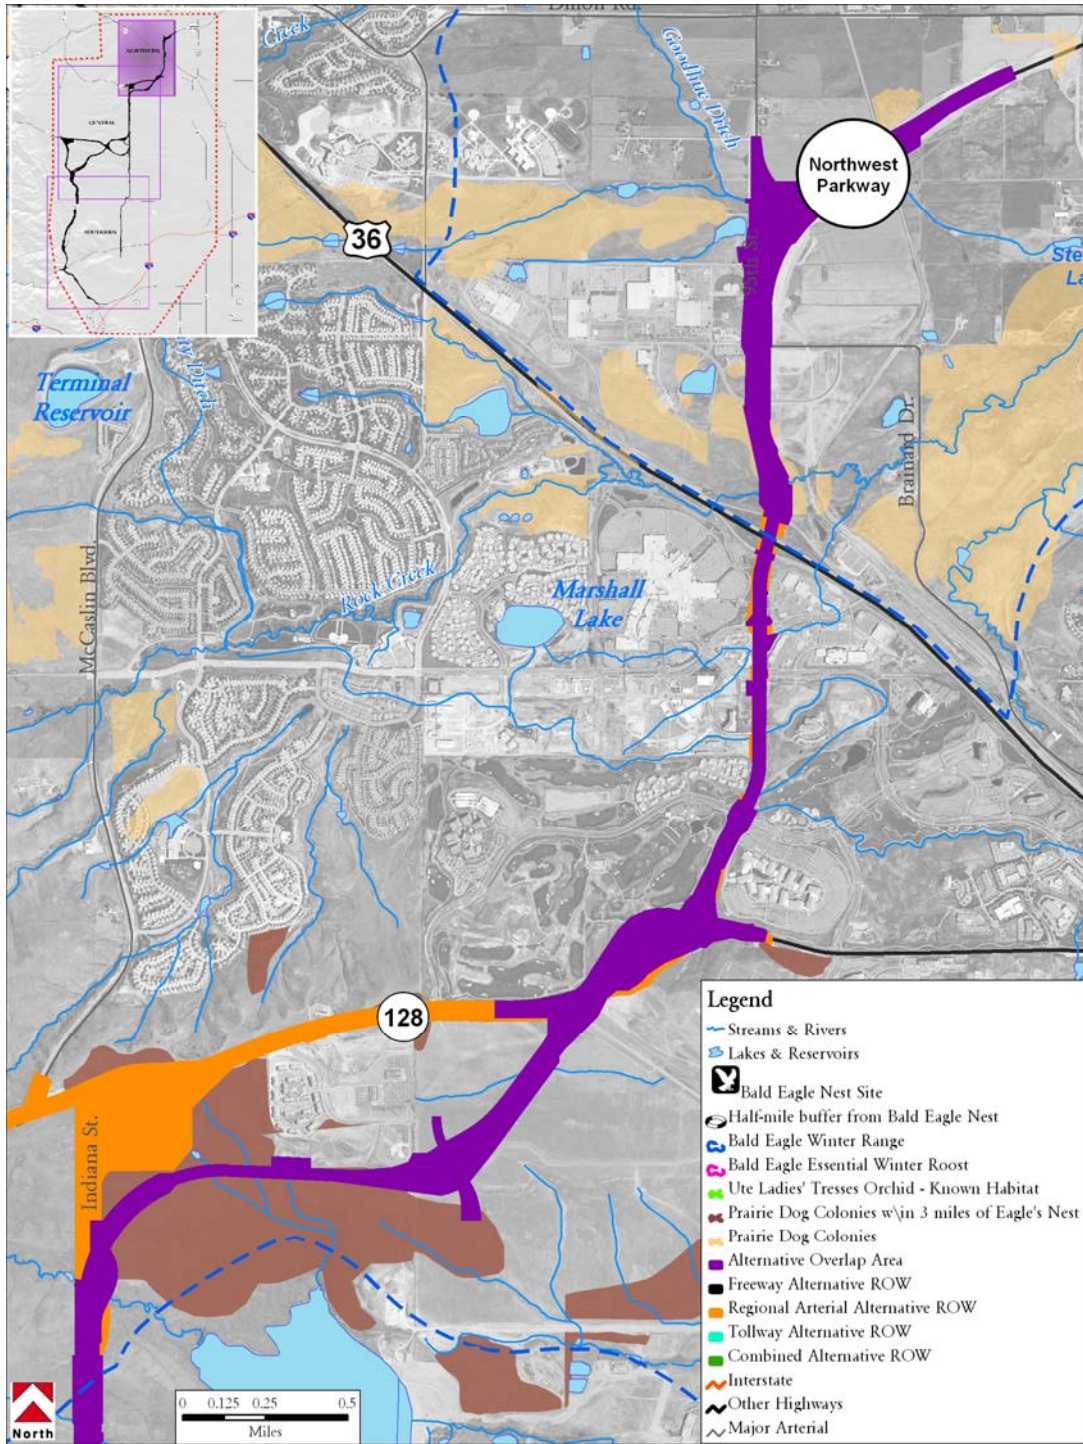 Dillon Rd.
Creek
Goodhue Ditch
NORTHERN
CENTRAL
SOUTHERN
Northwest
Parkway
36
95th St.
Terminal
Reservoir
Ditch
Brainard Dr.
McCaslin Blvd.
Rock Creek
Marshall
Lake
128
Indiana St.
Legend
Streams & Rivers
Lakes & Reservoirs
Bald Eagle Nest Site
Half-mile buffer from Bald Eagle Nest
Bald Eagle Winter Range
Bald Eagle Essential Winter Roost
Ute Ladies' Tresses Orchid - Known Habitat
Prairie Dog Colonies w\in 3 miles of Eagle's Nest
Prairie Dog Colonies
Alternative Overlap Area
Freeway Alternative ROW
Regional Arterial Alternative ROW
Tollway Alternative ROW
Combined Alternative ROW
Interstate
Other Highways
Major Arterial
North
0 0.125 0.25 0.5
Miles